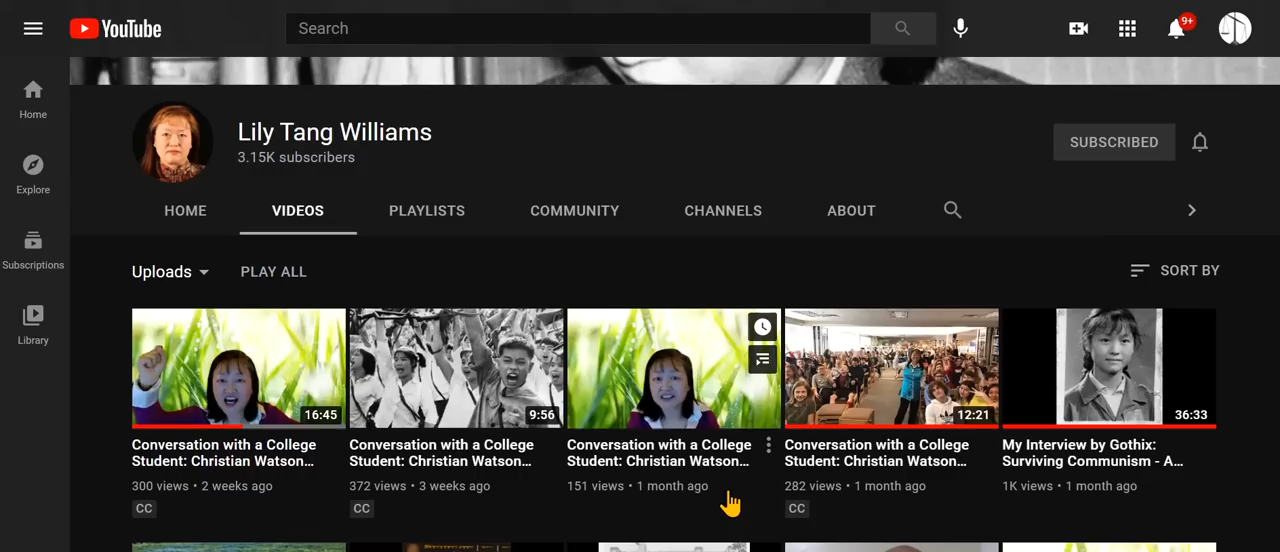 YouTube
Search
9+
Home
Explore
Subscriptions
Library
Lily Tang Williams
3.15K subscribers
SUBSCRIBED
HOME VIDEOS PLAYLISTS COMMUNITY CHANNELS ABOUT
Uploads PLAY ALL SORT BY
16:45
Conversation with a College
Student: Christian Watson...
300 views • 2 weeks ago
CC
9:56
Conversation with a College
Student: Christian Watson...
372 views • 3 weeks ago
CC
Conversation with a College
Student: Christian Watson...
151 views • 1 month ago
12:21
Conversation with a College
Student: Christian Watson...
282 views • 1 month ago
CC
36:33
My Interview by Gothix:
Surviving Communism - A...
1K views • 1 month ago